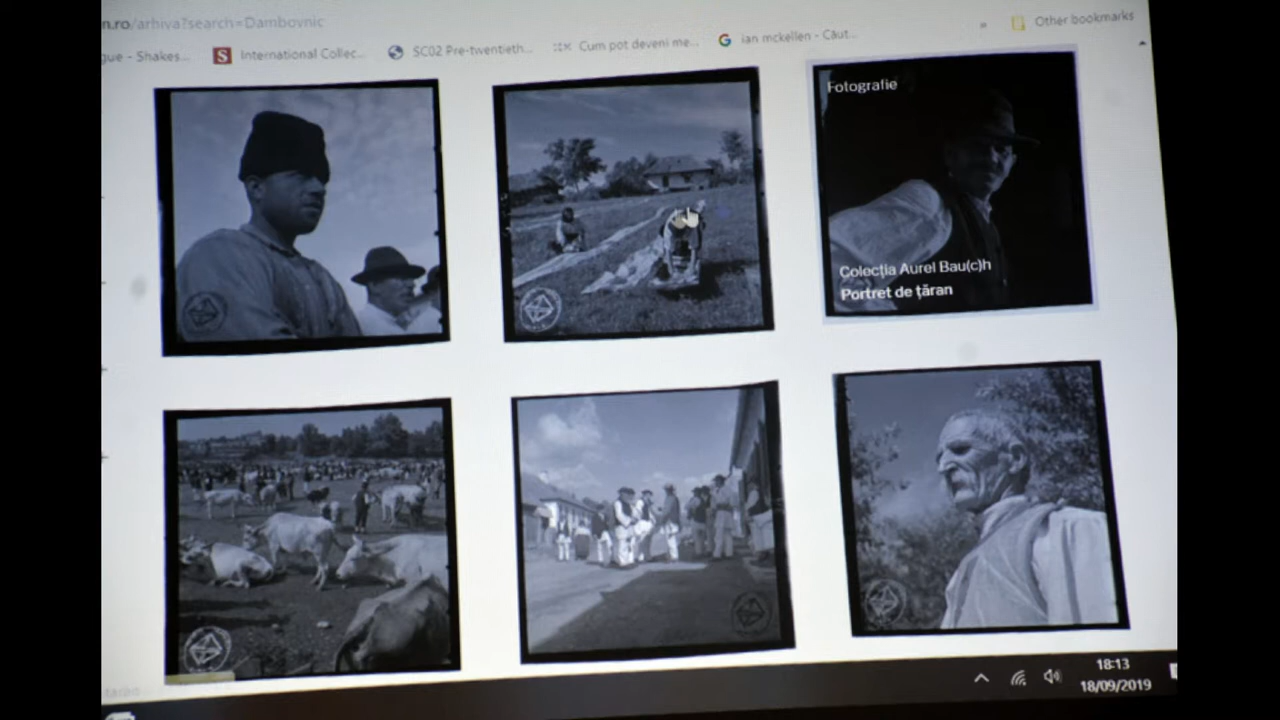 n.ro/arhiva?search=Dambovnic
» Other bookmarks
gue - Shakes... International Collec... SC02 Pre-twentieth... Cum pot deveni me... ian mckellen - Căut...
Fotografie
Colecția Aurel Bau(c)h
Portret de țăran
18:13
18/09/2019